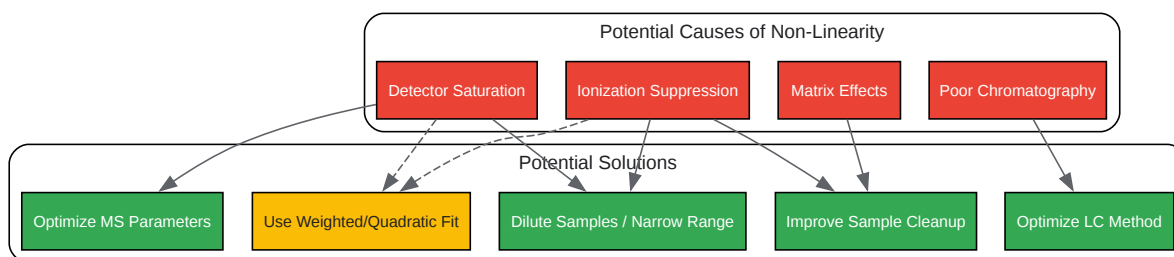 Potential Causes of Non-Linearity
Detector Saturation
Ionization Suppression
Matrix Effects
Poor Chromatography
Potential Solutions
Optimize MS Parameters
Use Weighted/Quadratic Fit
Dilute Samples / Narrow Range
Improve Sample Cleanup
Optimize LC Method